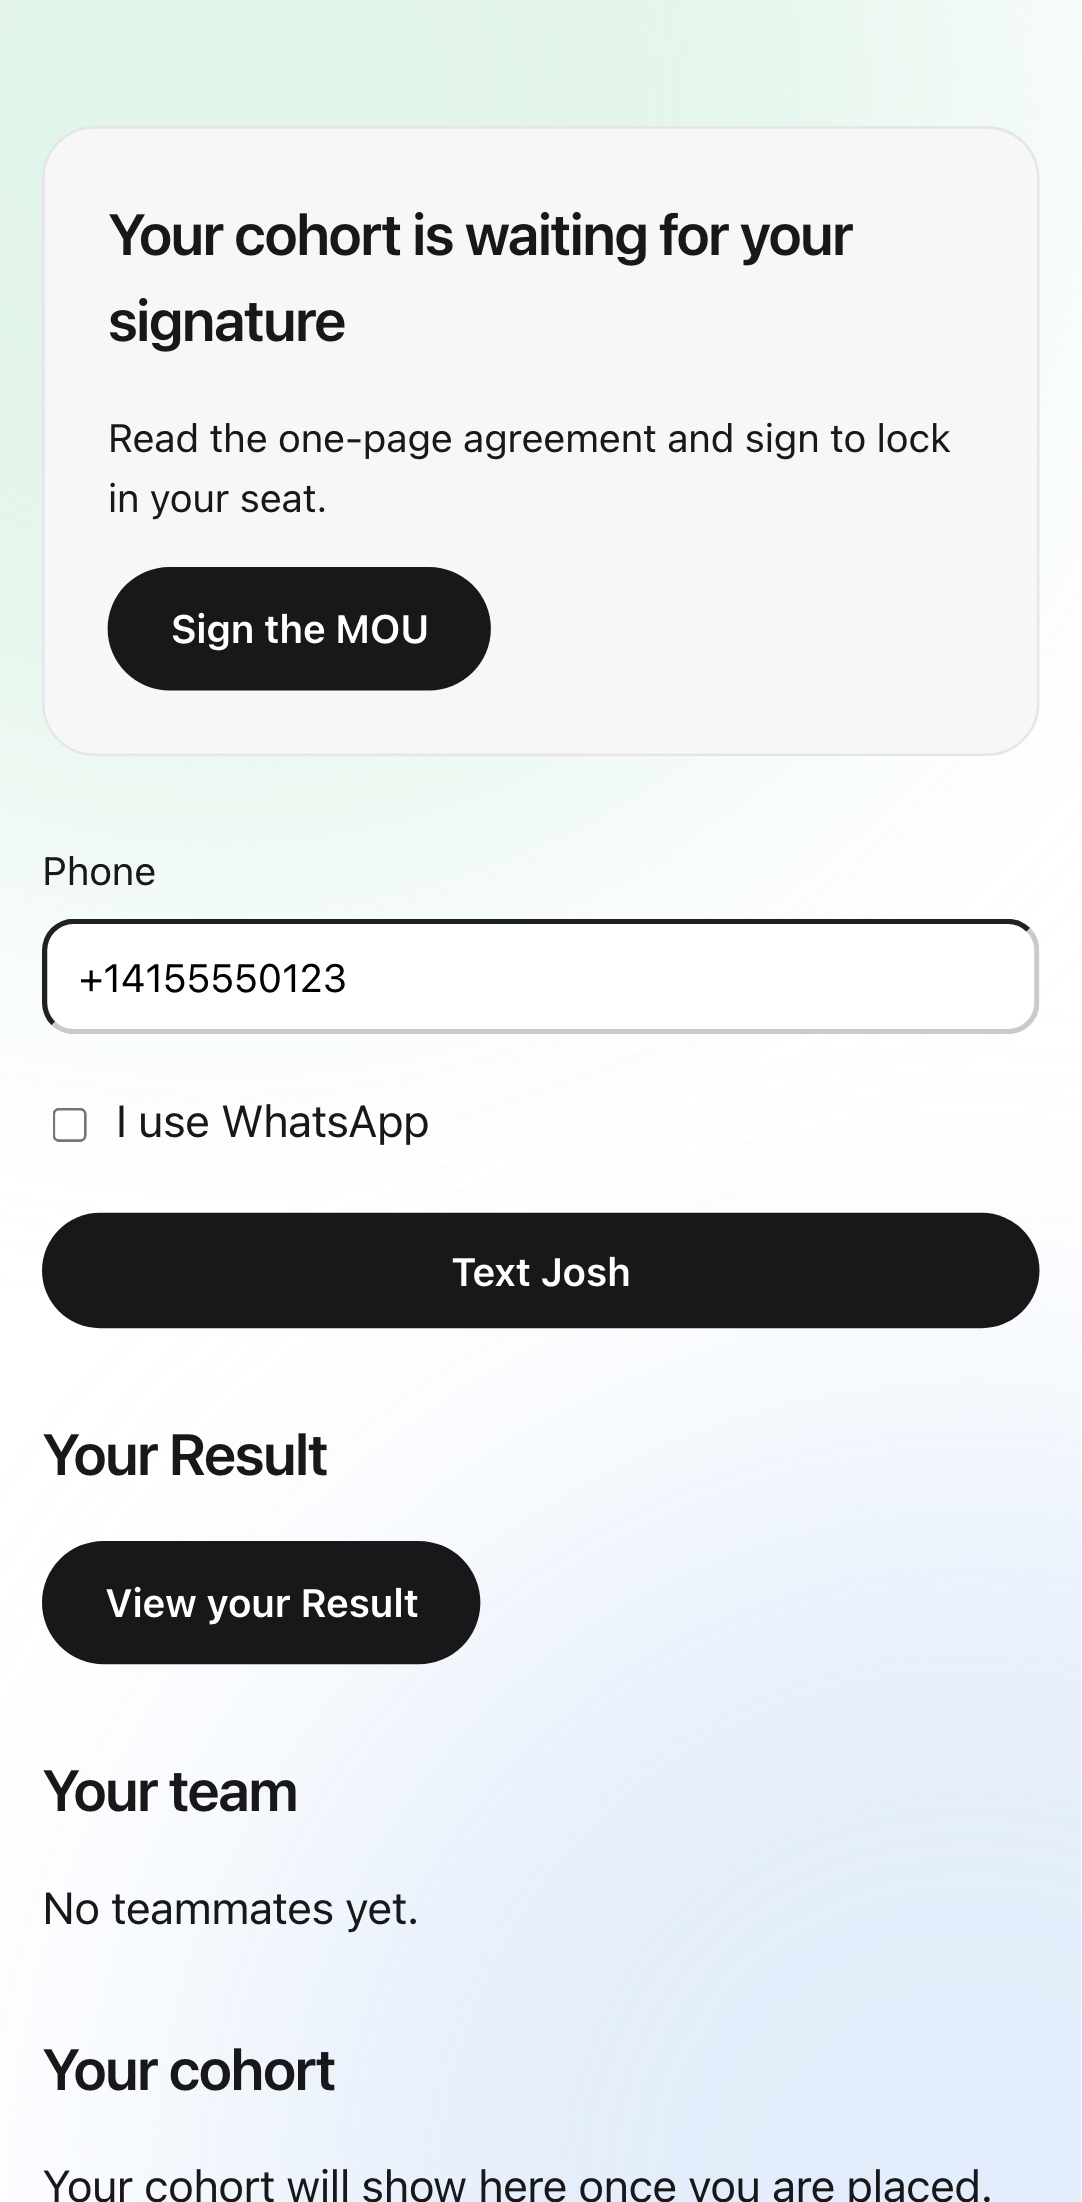 Your cohort is waiting for your
signature
Read the one-page agreement and sign to lock
in your seat.
Sign the MOU
Phone
+14155550123
I use WhatsApp
Text Josh
Your Result
View your Result
Your team
No teammates yet.
Your cohort
Your cohort will show here once you are placed.